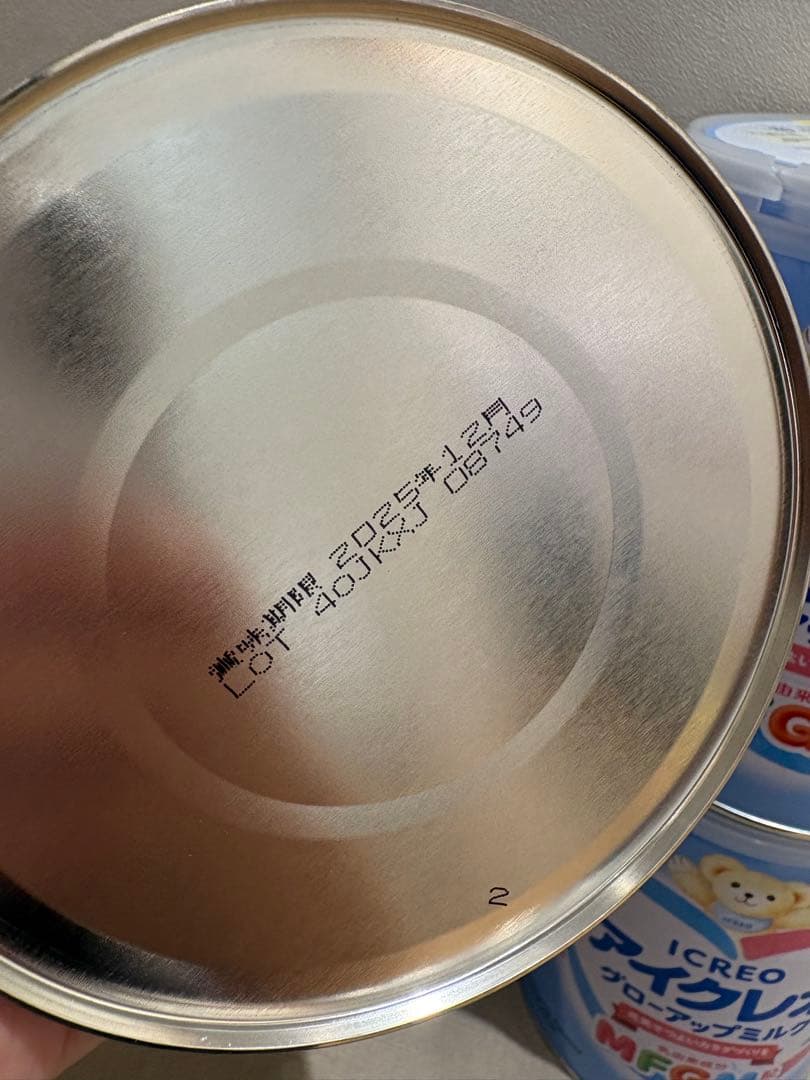 賞味期限 2025年12月
LOT 40JKXJ 08749
2
ICREO
アイクレオ
グローアップミルク
MFGM